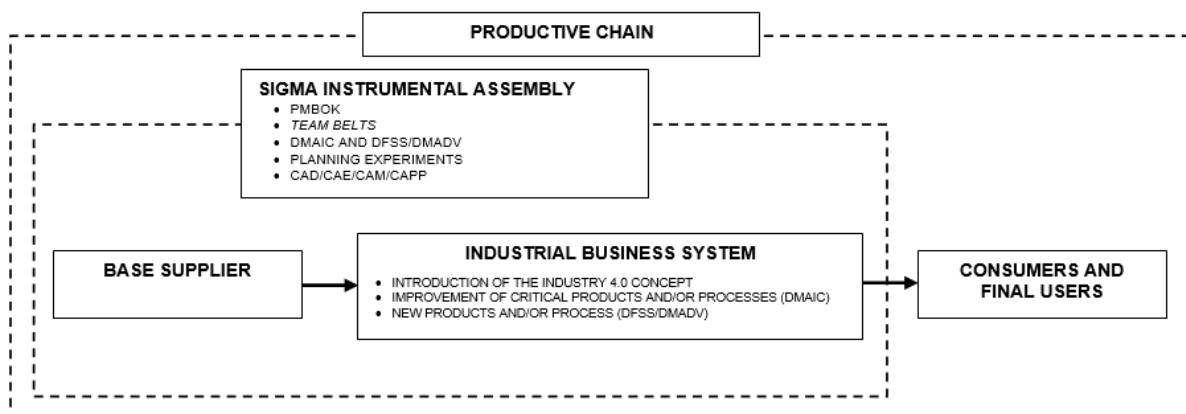 PRODUCTIVE CHAIN
SIGMA INSTRUMENTAL ASSEMBLY
• PMBOK
• TEAM BELTS
• DMAIC AND DFSS/DMADV
• PLANNING EXPERIMENTS
• CAD/CAE/CAM/CAPP
BASE SUPPLIER
INDUSTRIAL BUSINESS SYSTEM
• INTRODUCTION OF THE INDUSTRY 4.0 CONCEPT
• IMPROVEMENT OF CRITICAL PRODUCTS AND/OR PROCESSES (DMAIC)
• NEW PRODUCTS AND/OR PROCESS (DFSS/DMADV)
CONSUMERS AND
FINAL USERS